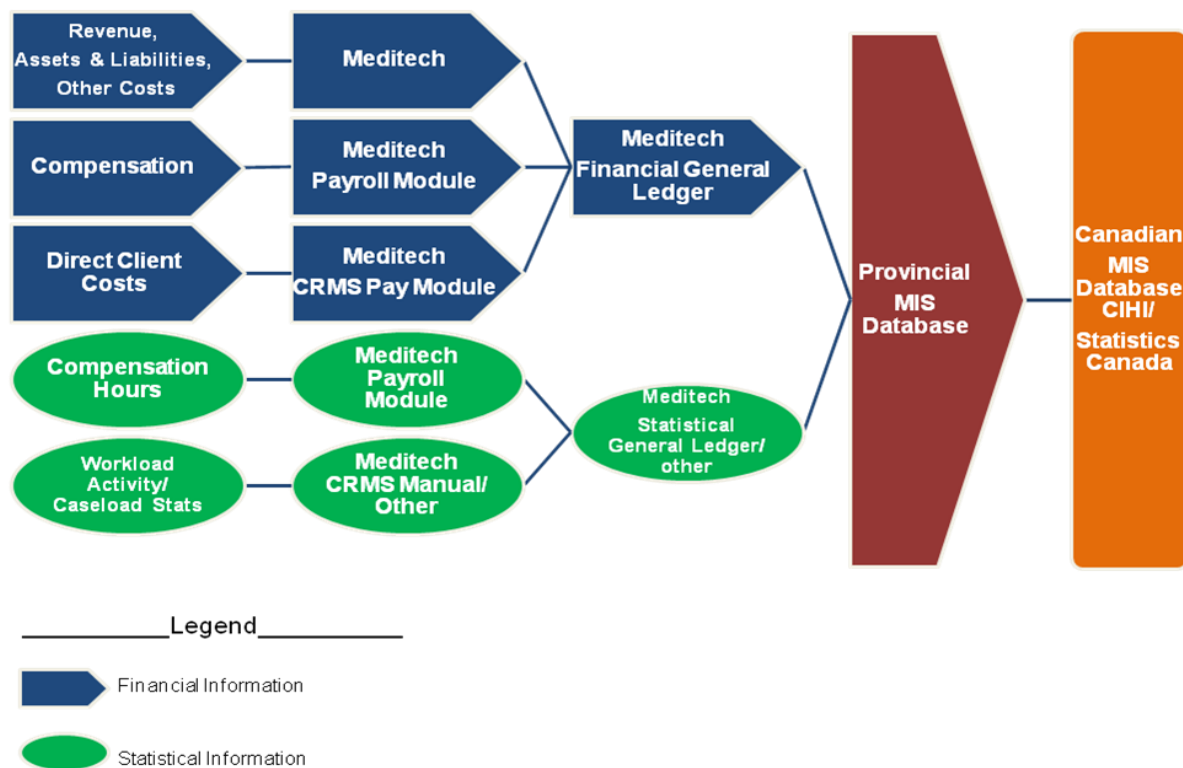 Revenue,
Assets & Liabilities,
Other Costs
Meditech
Compensation
Meditech
Payroll Module
Direct Client
Costs
Meditech
CRMS Pay Module
Meditech
Financial General
Ledger
Compensation
Hours
Meditech
Payroll
Module
Workload
Activity/
Caseload Stats
Meditech
CRMS Manual/
Other
Meditech
Statistical
General Ledger/
other
Provincial
MIS
Database
Canadian
MIS
Database
CIHI/
Statistics
Canada
Legend
Financial Information
Statistical Information